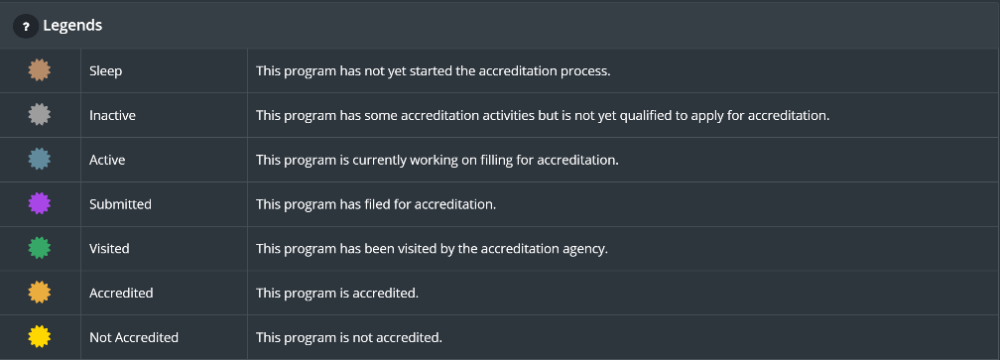 ? Legends
Sleep This program has not yet started the accreditation process.
Inactive This program has some accreditation activities but is not yet qualified to apply for accreditation.
Active This program is currently working on filling for accreditation.
Submitted This program has filed for accreditation.
Visited This program has been visited by the accreditation agency.
Accredited This program is accredited.
Not Accredited This program is not accredited.